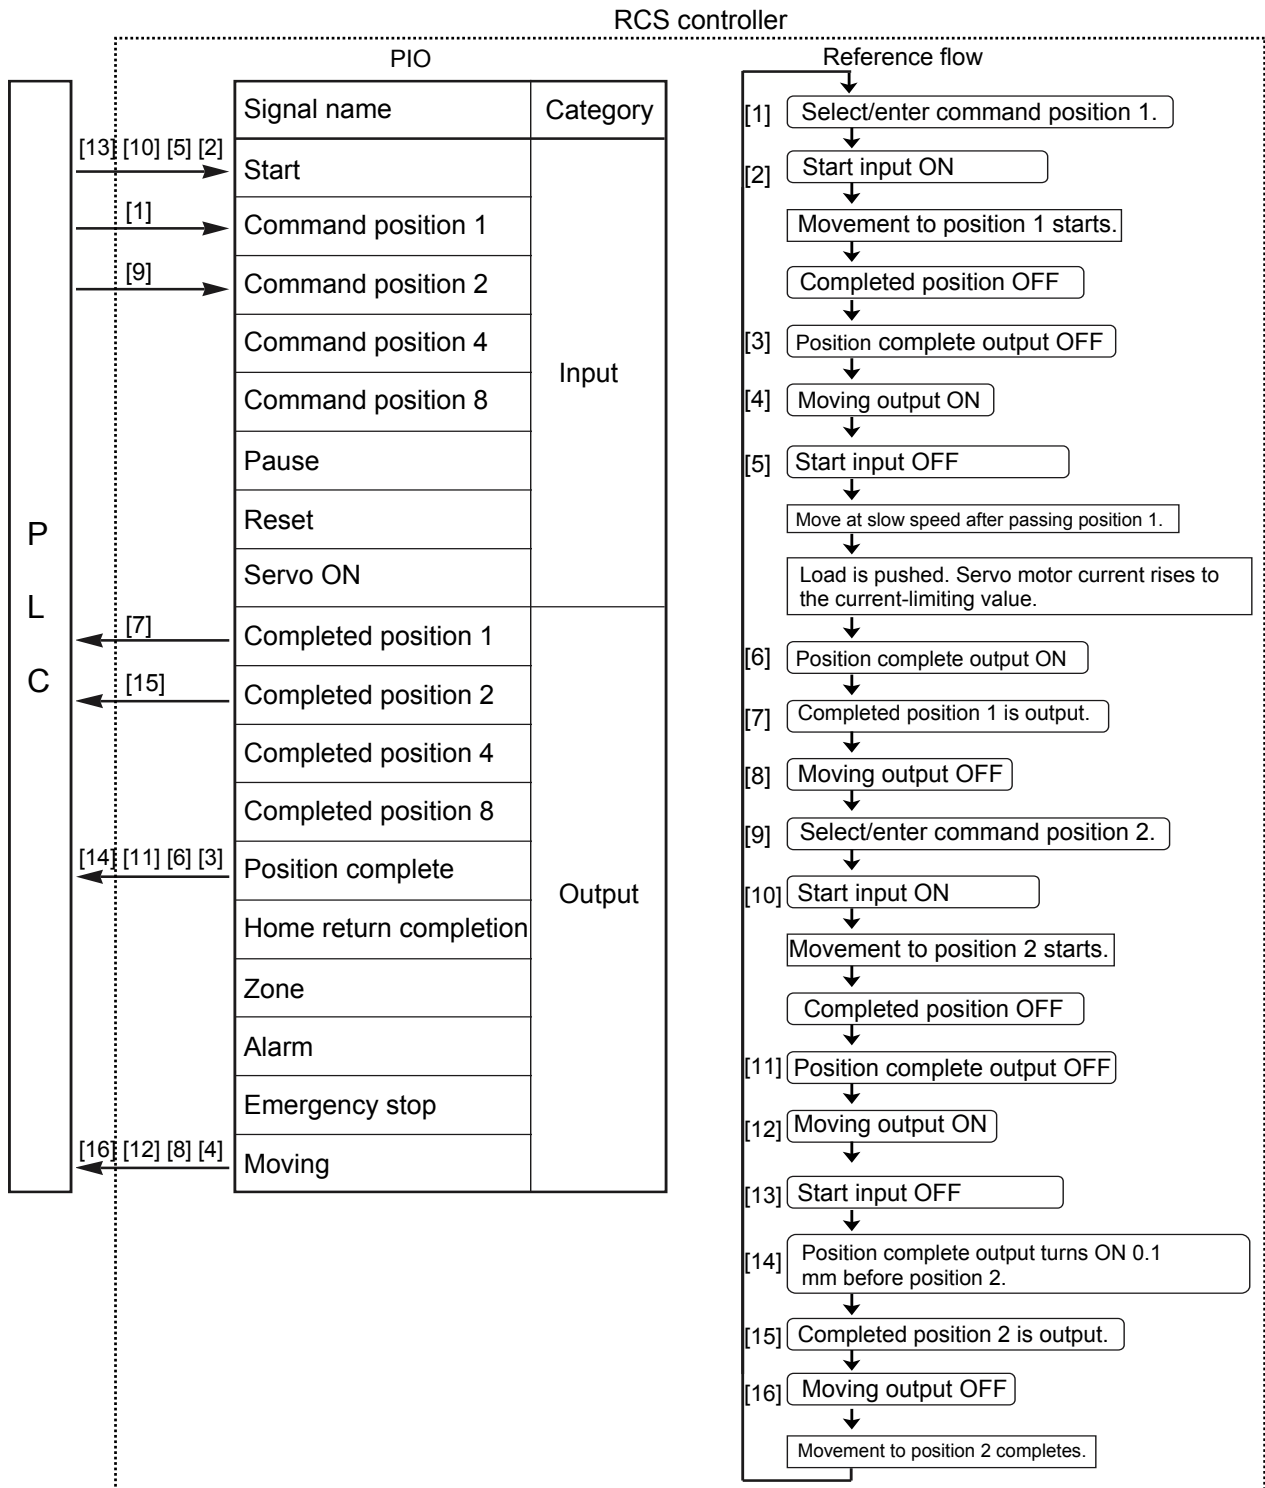 RCS controller
PIO
Signal name
Category
[13] [10] [5] [2]
Start
[1]
Command position 1
[9]
Command position 2
Command position 4
Command position 8
Input
Pause
Reset
Servo ON
P
L
C
[7]
Completed position 1
[15]
Completed position 2
Completed position 4
Completed position 8
[14] [11] [6] [3]
Position complete
Output
Home return completion
Zone
Alarm
Emergency stop
[16] [12] [8] [4]
Moving
Reference flow
[1] Select/enter command position 1.
[2] Start input ON
Movement to position 1 starts.
Completed position OFF
[3] Position complete output OFF
[4] Moving output ON
[5] Start input OFF
Move at slow speed after passing position 1.
Load is pushed. Servo motor current rises to
the current-limiting value.
[6] Position complete output ON
[7] Completed position 1 is output.
[8] Moving output OFF
[9] Select/enter command position 2.
[10] Start input ON
Movement to position 2 starts.
Completed position OFF
[11] Position complete output OFF
[12] Moving output ON
[13] Start input OFF
[14] Position complete output turns ON 0.1
mm before position 2.
[15] Completed position 2 is output.
[16] Moving output OFF
Movement to position 2 completes.